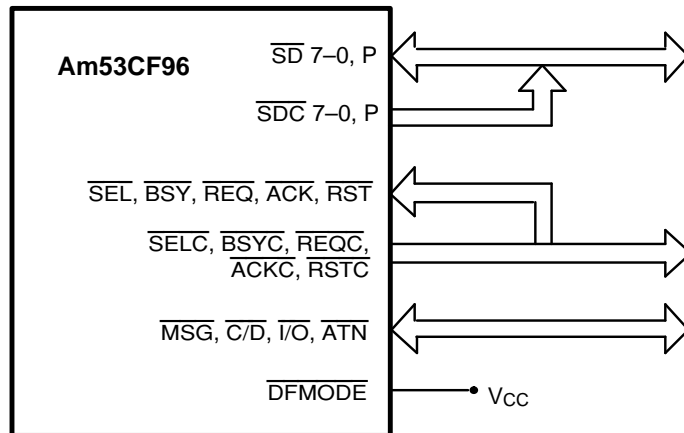 Am53CF96
SD 7–0, P
SDC 7–0, P
SEL, BSY, REQ, ACK, RST
SELC, BSYC, REQC,
ACKC, RSTC
MSG, C/D, I/O, ATN
DFMODE
VCC